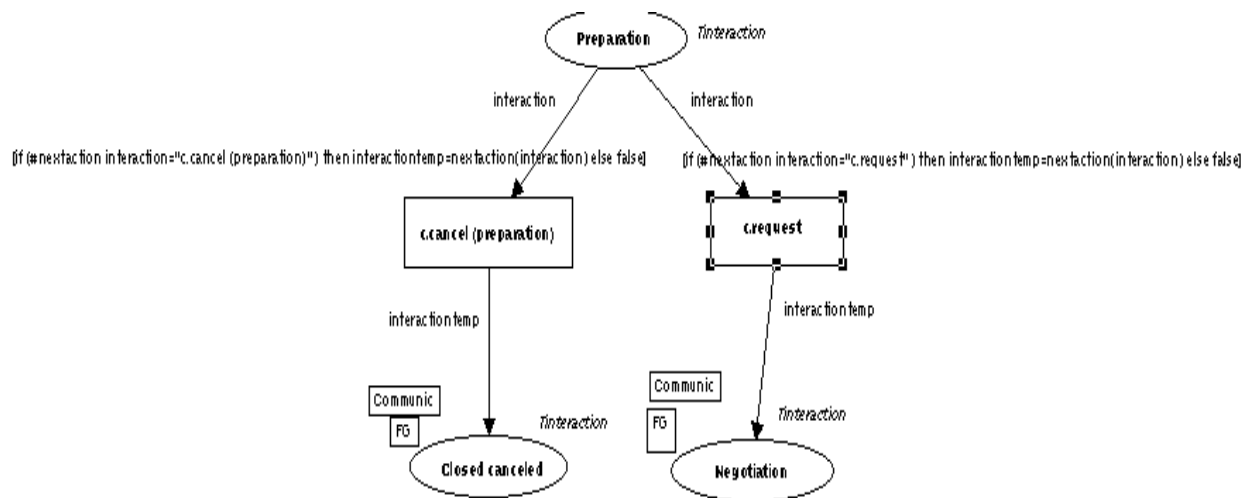 Preparation
Tinteraction
interaction
interaction
[if (#nextaction interaction="c.cancel (preparation)" ) then interactiontemp=nextaction(interaction) else false]
[if (#nextaction interaction="c.request" ) then interactiontemp=nextaction(interaction) else false]
c.cancel (preparation)
c.request
interactiontemp
interactiontemp
Communic
FG
Tinteraction
Closed canceled
Communic
FG
Tinteraction
Negotiation